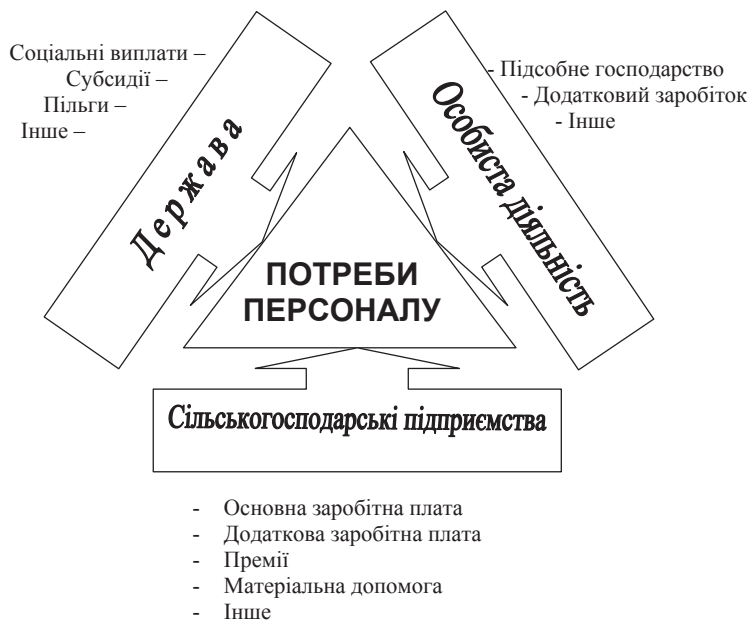 Соціальні виплати –
Субсидії –
Пільги –
Інше –
Держава
- Підсобне господарство
- Додатковий заробіток
- Інше
Особиста діяльність
ПОТРЕБИ
ПЕРСОНАЛУ
Сільськогосподарські підприємства
- Основна заробітна плата
- Додаткова заробітна плата
- Премії
- Матеріальна допомога
- Інше